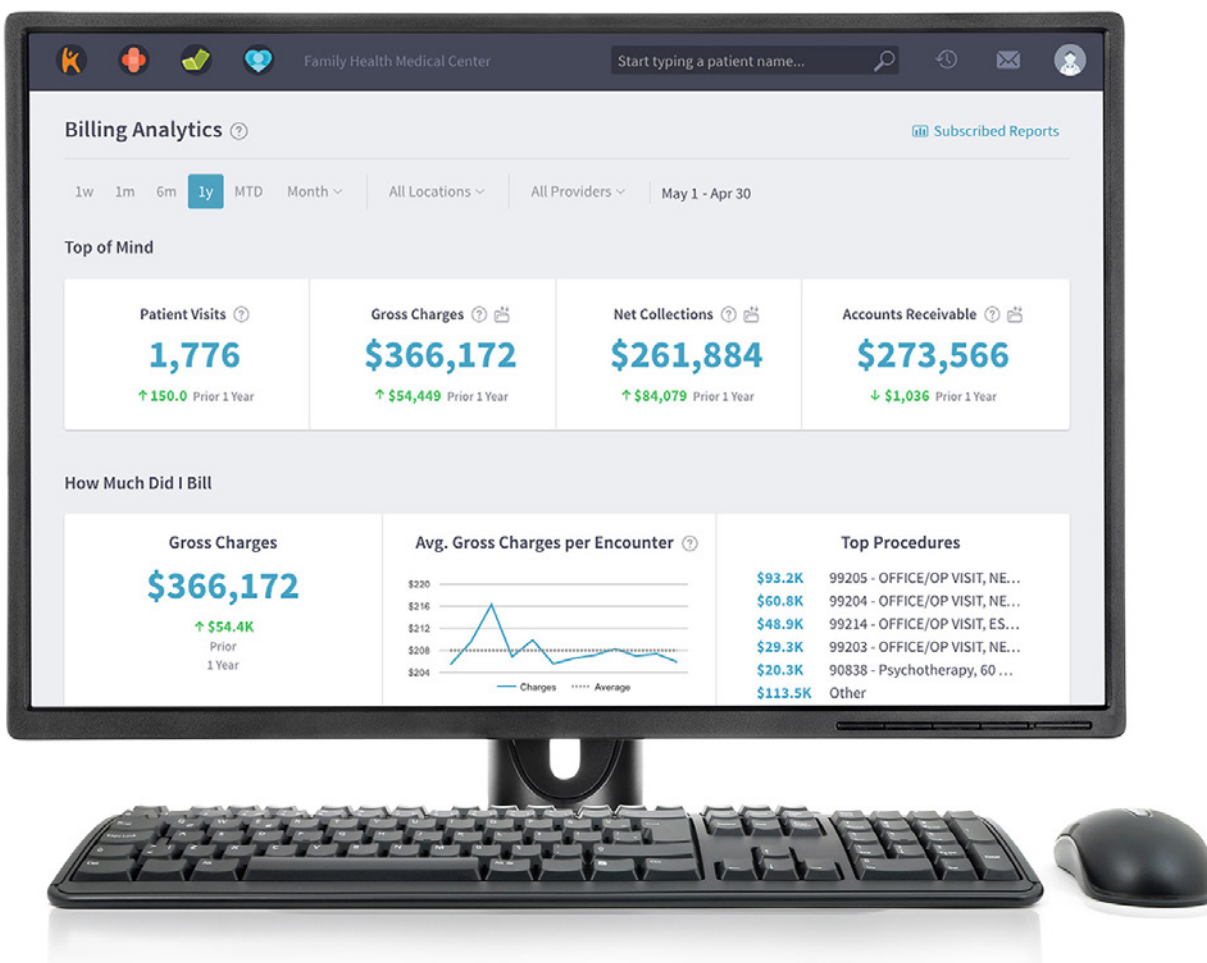 Family Health Medical Center
Start typing a patient name...
Billing Analytics ?
Subscribed Reports
1w 1m 6m 1y MTD Month All Locations All Providers May 1 - Apr 30
Top of Mind
Patient Visits ? Gross Charges ? Net Collections ? Accounts Receivable ?
1,776 $366,172 $261,884 $273,566
↑ 150.0 Prior 1 Year ↑ $54,449 Prior 1 Year ↑ $84,079 Prior 1 Year ↓ $1,036 Prior 1 Year
How Much Did I Bill
Gross Charges
$366,172
↑ $54.4K
Prior
1 Year
Avg. Gross Charges per Encounter ?
$220
$216
$212
$208
$204
Charges Average
Top Procedures
$93.2K 99205 - OFFICE/OP VISIT, NE...
$60.8K 99204 - OFFICE/OP VISIT, NE...
$48.9K 99214 - OFFICE/OP VISIT, ES...
$29.3K 99203 - OFFICE/OP VISIT, NE...
$20.3K 90838 - Psychotherapy, 60 ...
$113.5K Other